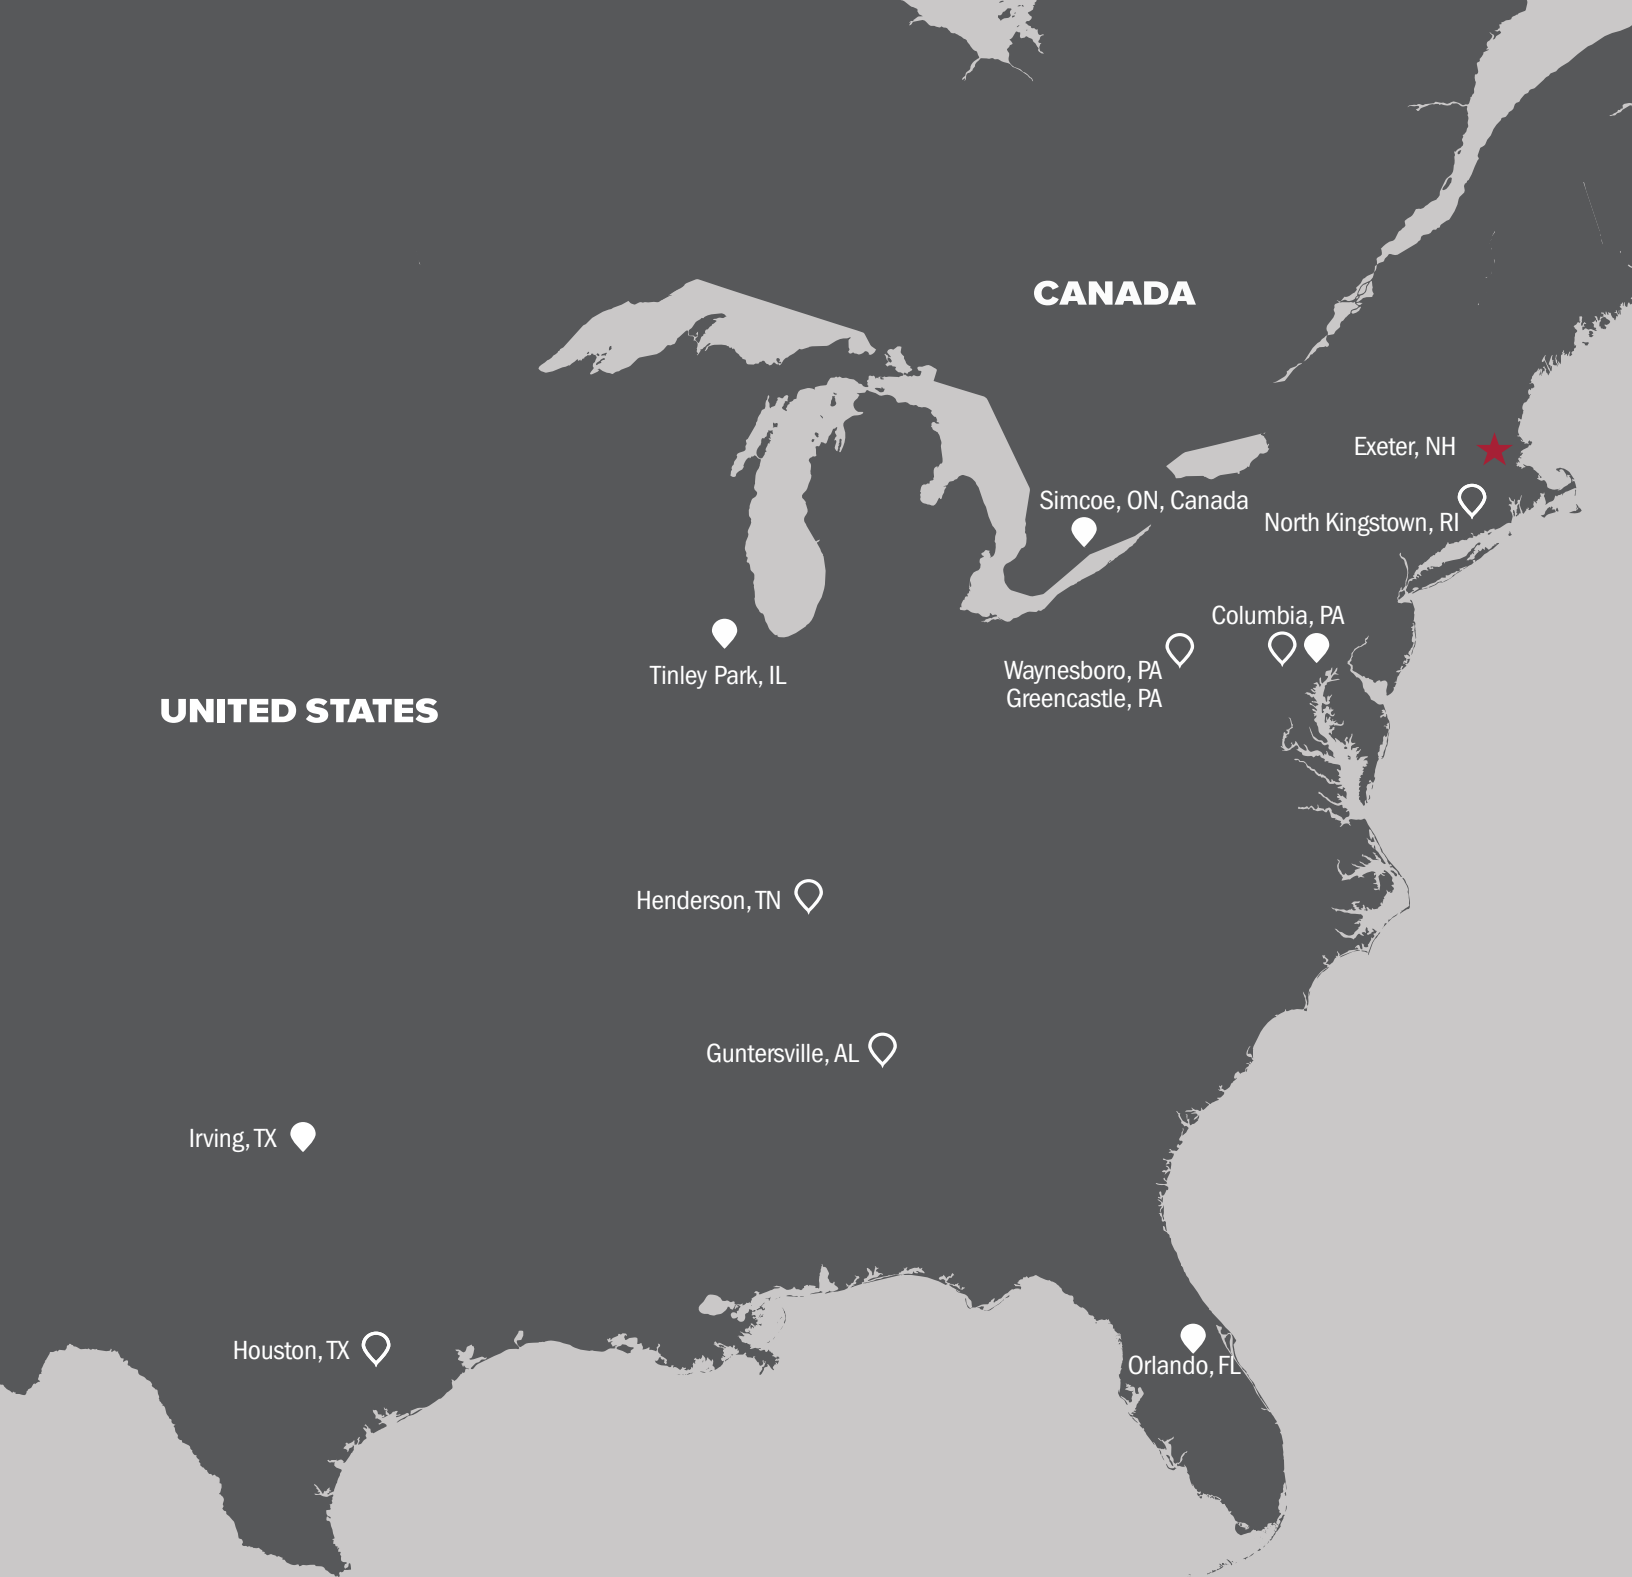 CANADA
Exeter, NH
Simcoe, ON, Canada
North Kingstown, RI
Columbia, PA
Waynesboro, PA
Greencastle, PA
Tinley Park, IL
UNITED STATES
Henderson, TN
Guntersville, AL
Irving, TX
Houston, TX
Orlando, FL